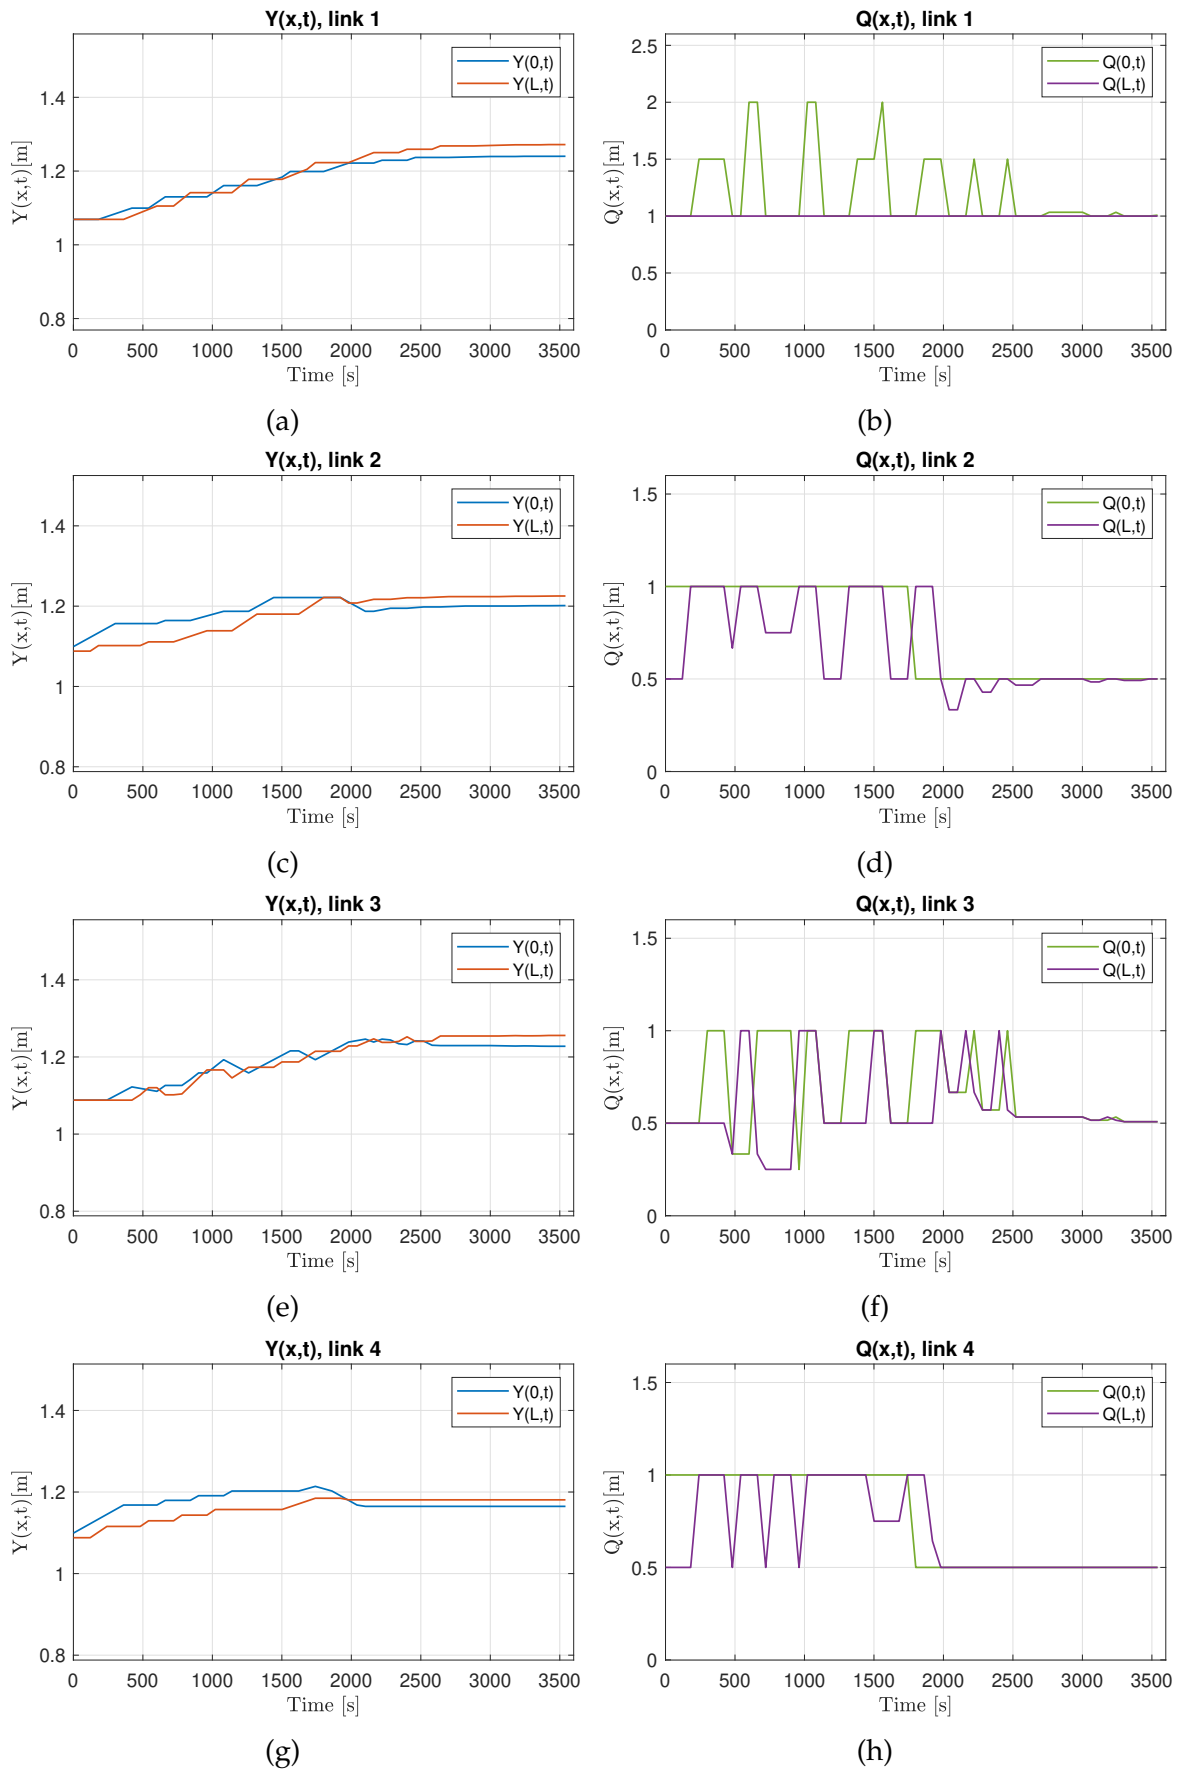 Y(x,t), link 1
Y(x,t)[m]
1.4
1.2
1
0.8
Y(0,t)
Y(L,t)
0 500 1000 1500 2000 2500 3000 3500
Time [s]
(a)
Q(x,t), link 1
Q(x,t)[m]
2.5
2
1.5
1
0.5
0
Q(0,t)
Q(L,t)
0 500 1000 1500 2000 2500 3000 3500
Time [s]
(b)
Y(x,t), link 2
Y(x,t)[m]
1.4
1.2
1
0.8
Y(0,t)
Y(L,t)
0 500 1000 1500 2000 2500 3000 3500
Time [s]
(c)
Q(x,t), link 2
Q(x,t)[m]
1.5
1
0.5
0
Q(0,t)
Q(L,t)
0 500 1000 1500 2000 2500 3000 3500
Time [s]
(d)
Y(x,t), link 3
Y(x,t)[m]
1.4
1.2
1
0.8
Y(0,t)
Y(L,t)
0 500 1000 1500 2000 2500 3000 3500
Time [s]
(e)
Q(x,t), link 3
Q(x,t)[m]
1.5
1
0.5
0
Q(0,t)
Q(L,t)
0 500 1000 1500 2000 2500 3000 3500
Time [s]
(f)
Y(x,t), link 4
Y(x,t)[m]
1.4
1.2
1
0.8
Y(0,t)
Y(L,t)
0 500 1000 1500 2000 2500 3000 3500
Time [s]
(g)
Q(x,t), link 4
Q(x,t)[m]
1.5
1
0.5
0
Q(0,t)
Q(L,t)
0 500 1000 1500 2000 2500 3000 3500
Time [s]
(h)